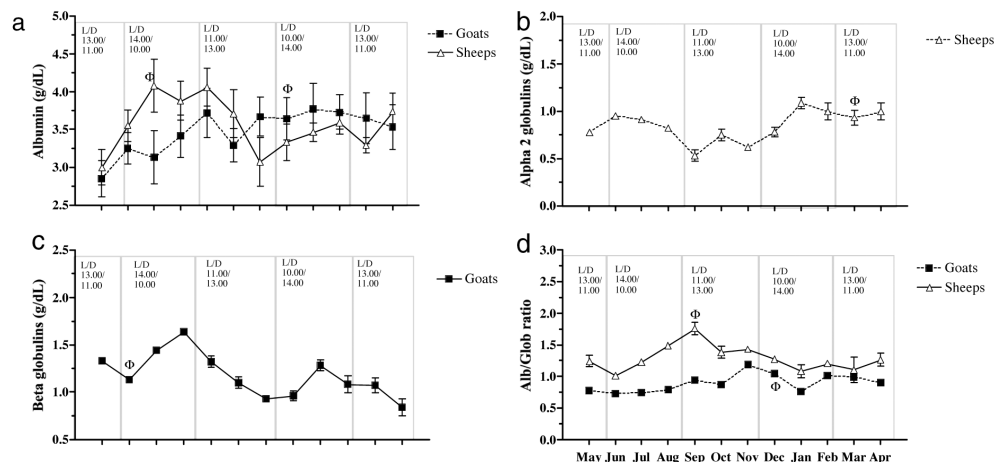 a
Albumin (g/dL)
5.0
4.5
4.0
3.5
3.0
2.5
L/D
13.00/
11.00
L/D
14.00/
10.00
L/D
11.00/
13.00
L/D
10.00/
14.00
L/D
13.00/
11.00
Φ
Φ
Goats
Sheeps
b
Alpha 2 globulins (g/dL)
2.0
1.5
1.0
0.5
0.0
L/D
13.00/
11.00
L/D
14.00/
10.00
L/D
11.00/
13.00
L/D
10.00/
14.00
L/D
13.00/
11.00
Φ
Sheeps
c
Beta globulins (g/dL)
2.5
2.0
1.5
1.0
0.5
L/D
13.00/
11.00
L/D
14.00/
10.00
L/D
11.00/
13.00
L/D
10.00/
14.00
L/D
13.00/
11.00
Φ
Goats
d
Alb/Glob ratio
3.0
2.5
2.0
1.5
1.0
0.5
0.0
L/D
13.00/
11.00
L/D
14.00/
10.00
L/D
11.00/
13.00
L/D
10.00/
14.00
L/D
13.00/
11.00
Φ
Φ
Goats
Sheeps
May Jun Jul Aug Sep Oct Nov Dec Jan Feb Mar Apr